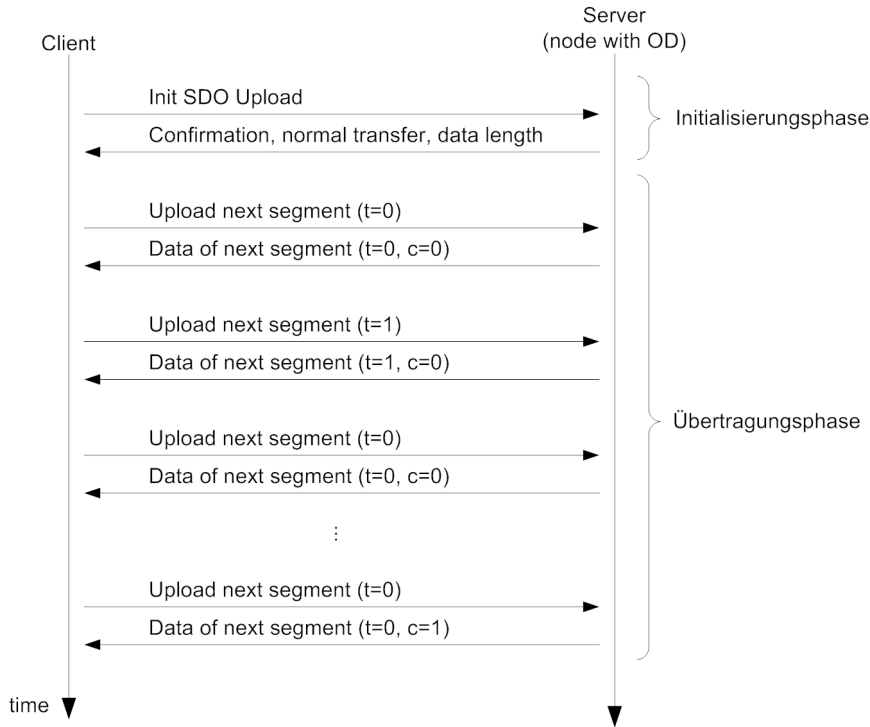 Client
Server
(node with OD)
Init SDO Upload
Confirmation, normal transfer, data length
Initialisierungsphase
Upload next segment (t=0)
Data of next segment (t=0, c=0)
Upload next segment (t=1)
Data of next segment (t=1, c=0)
Übertragungsphase
Upload next segment (t=0)
Data of next segment (t=0, c=0)
⋮
Upload next segment (t=0)
Data of next segment (t=0, c=1)
time